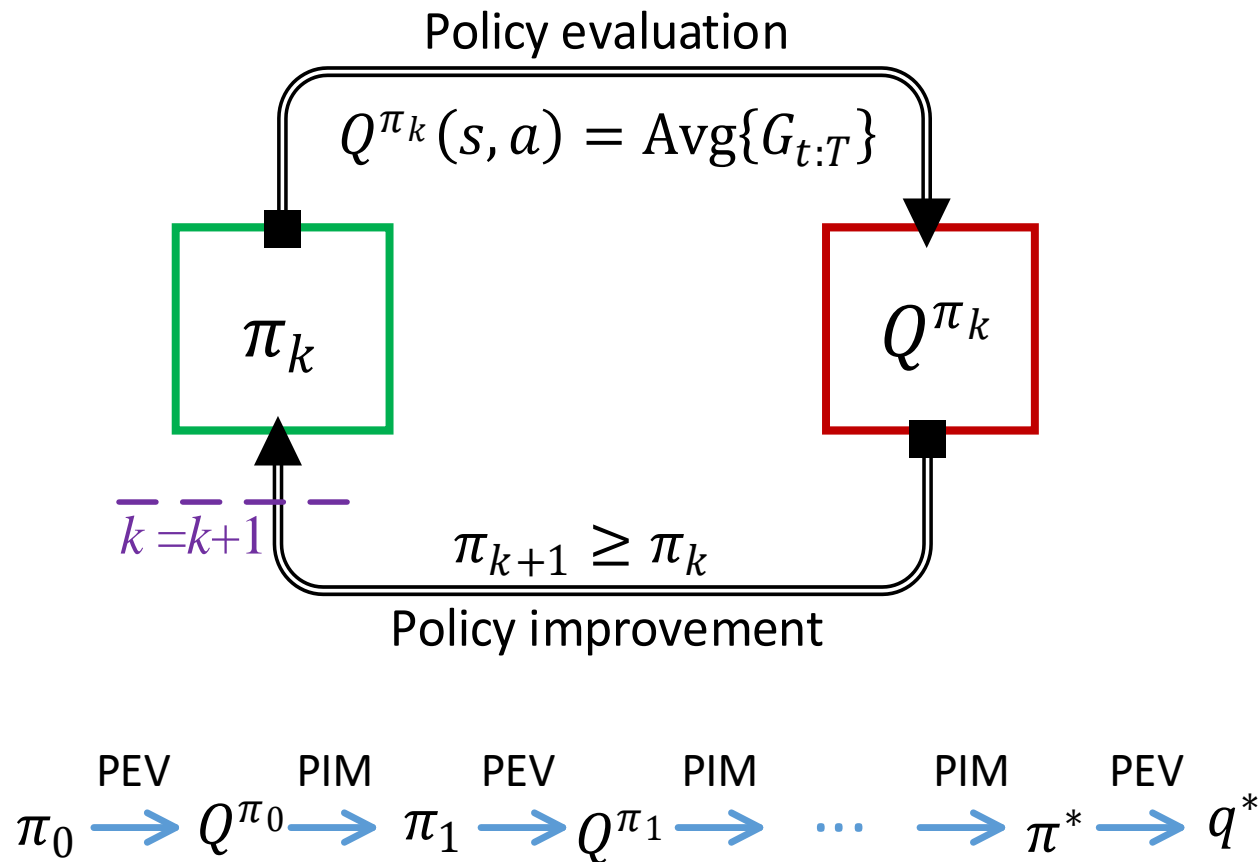 Policy evaluation
Q^{π_k}(s, a) = Avg{G_{t:T}}
π_k
Q^{π_k}
k =k+1
π_{k+1} ≥ π_k
Policy improvement
PEV PIM PEV PIM PIM PEV
π_0 → Q^{π_0} → π_1 → Q^{π_1} → ⋯ → π^* → q^*